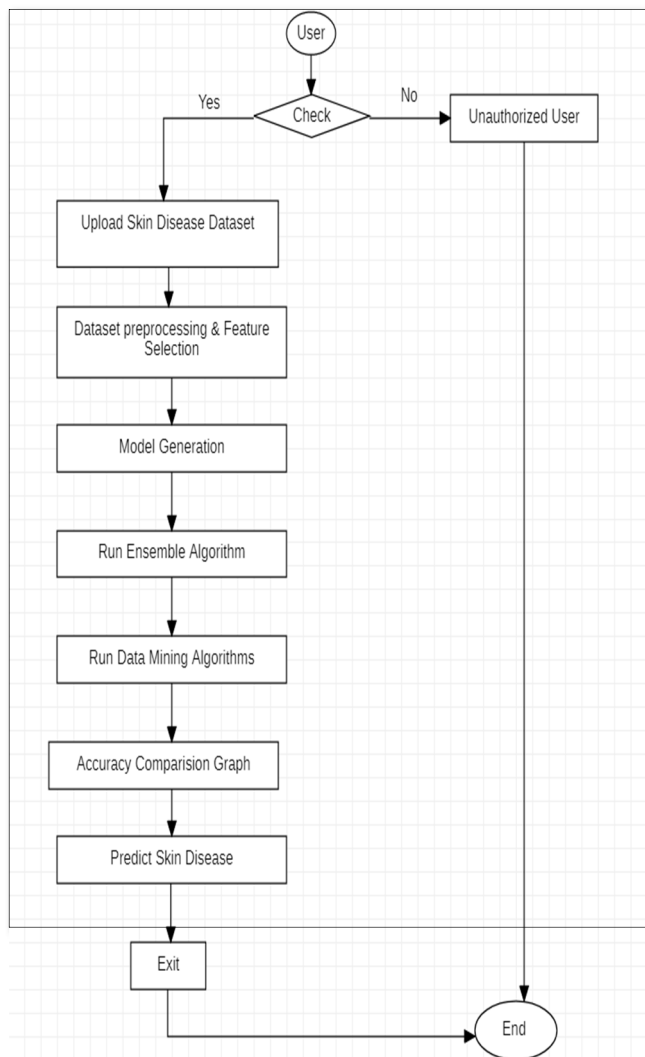 User
Yes
No
Check
Unauthorized User
Upload Skin Disease Dataset
Dataset preprocessing & Feature
Selection
Model Generation
Run Ensemble Algorithm
Run Data Mining Algorithms
Accuracy Comparision Graph
Predict Skin Disease
Exit
End